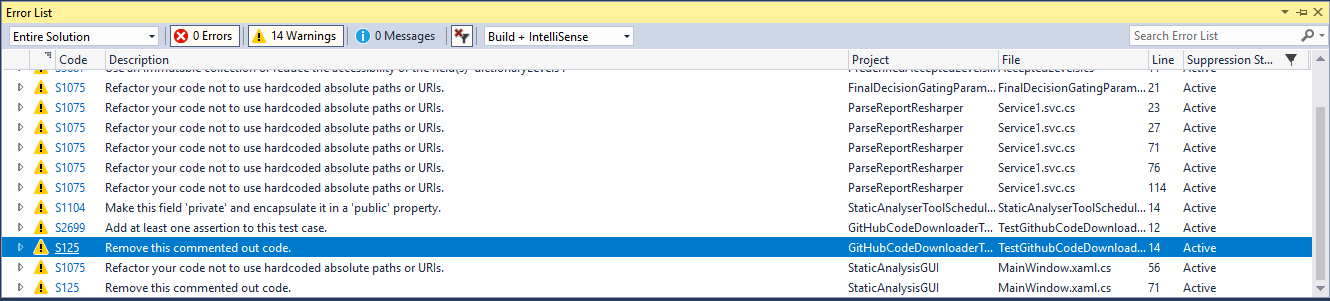 Error List
Entire Solution 0 Errors 14 Warnings 0 Messages Build + IntelliSense Search Error List
Code Description Project File Line Suppression St...
S1075 Refactor your code not to use hardcoded absolute paths or URIs. FinalDecisionGatingParam... FinalDecisionGatingParam... 21 Active
S1075 Refactor your code not to use hardcoded absolute paths or URIs. ParseReportResharper Service1.svc.cs 23 Active
S1075 Refactor your code not to use hardcoded absolute paths or URIs. ParseReportResharper Service1.svc.cs 27 Active
S1075 Refactor your code not to use hardcoded absolute paths or URIs. ParseReportResharper Service1.svc.cs 71 Active
S1075 Refactor your code not to use hardcoded absolute paths or URIs. ParseReportResharper Service1.svc.cs 76 Active
S1075 Refactor your code not to use hardcoded absolute paths or URIs. ParseReportResharper Service1.svc.cs 114 Active
S1104 Make this field 'private' and encapsulate it in a 'public' property. StaticAnalyserToolSchedul... StaticAnalyserToolSchedul... 14 Active
S2699 Add at least one assertion to this test case. GitHubCodeDownloaderT... TestGithubCodeDownload... 12 Active
S125 Remove this commented out code. GitHubCodeDownloaderT... TestGithubCodeDownload... 14 Active
S1075 Refactor your code not to use hardcoded absolute paths or URIs. StaticAnalysisGUI MainWindow.xaml.cs 56 Active
S125 Remove this commented out code. StaticAnalysisGUI MainWindow.xaml.cs 71 Active